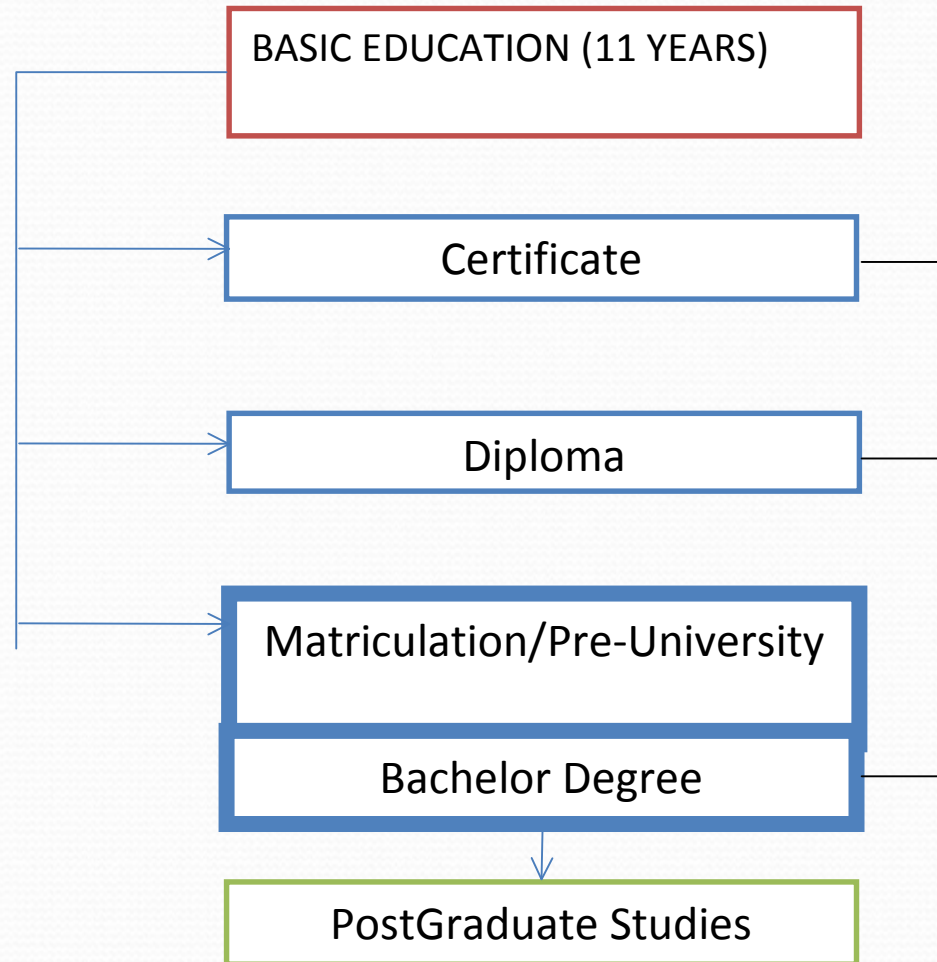 BASIC EDUCATION (11 YEARS)
Certificate
Diploma
Matriculation/Pre-University
Bachelor Degree
PostGraduate Studies